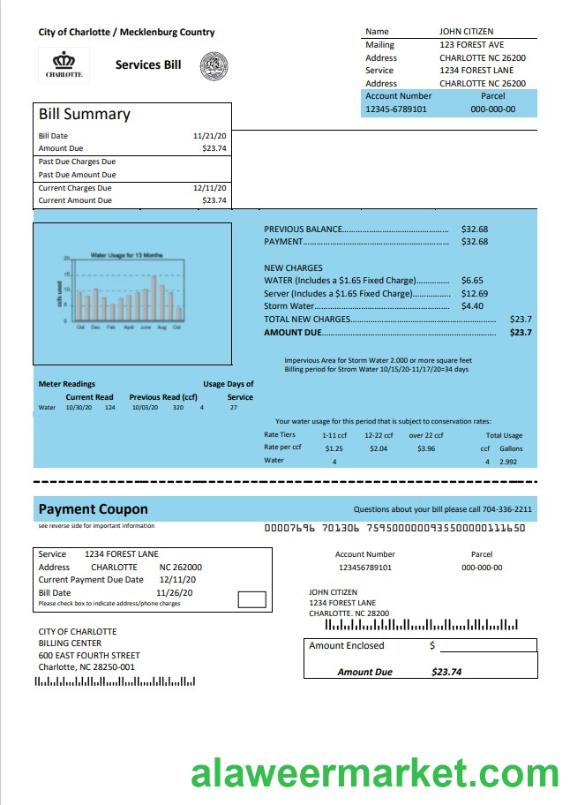 City of Charlotte / Mecklenburg Country
CHARLOTTE
Services Bill
Name JOHN CITIZEN
Mailing 123 FOREST AVE
Address CHARLOTTE NC 26200
Service 1234 FOREST LANE
Address CHARLOTTE NC 26200
Account Number Parcel
12345-6789101 000-000-00
Bill Summary
Bill Date 11/21/20
Amount Due $23.74
Past Due Charges Due
Past Due Amount Due
Current Charges Due 12/11/20
Current Amount Due $23.74
Water Usage for 13 Months
20
15
10
5
0
Oct Dec Feb April June Aug Oct
PREVIOUS BALANCE $32.68
PAYMENT $32.68
NEW CHARGES
WATER (Includes a $1.65 Fixed Charge) $6.65
Server (Includes a $1.65 Fixed Charge) $12.69
Storm Water $4.40
TOTAL NEW CHARGES $23.7
AMOUNT DUE $23.7
Impervious Area for Storm Water 2.000 or more square feet
Billing period for Strom Water 10/15/20-11/17/20=34 days
Meter Readings Usage Days of
Current Read Previous Read (ccf) Service
Water 10/30/20 124 10/03/20 320 4 27
Your water usage for this period that is subject to conservation rates:
Rate Tiers 1-11 ccf 12-22 ccf over 22 ccf Total Usage
Rate per ccf $1.25 $2.04 $3.96 ccf Gallons
Water 4 4 2.992
Payment Coupon
Questions about your bill please call 704-336-2211
see reverse side for important information
00007696 701306 75950000009355000001‌11650
Service 1234 FOREST LANE
Address CHARLOTTE NC 262000
Current Payment Due Date 12/11/20
Bill Date 11/26/20
Please check box to indicate address/phone charges
Account Number Parcel
123456789101 000-000-00
JOHN CITIZEN
1234 FOREST LANE
CHARLOTTE. NC 28200
CITY OF CHARLOTTE
BILLING CENTER
600 EAST FOURTH STREET
Charlotte, NC 28250-001
Amount Enclosed $
Amount Due $23.74
alaweermarket.com